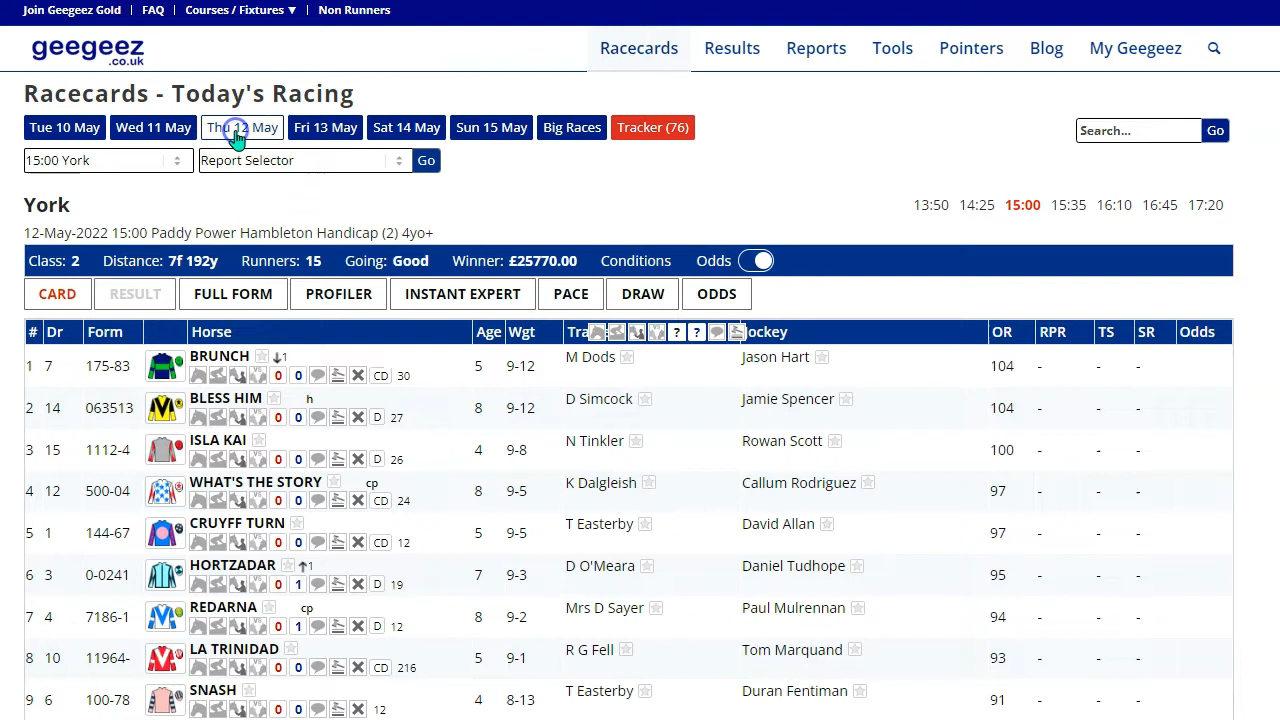 Join Geegeez Gold | FAQ | Courses / Fixtures ▼ | Non Runners
geegeez .co.uk Racecards Results Reports Tools Pointers Blog My Geegeez
Racecards - Today's Racing
Tue 10 May Wed 11 May Thu 12 May Fri 13 May Sat 14 May Sun 15 May Big Races Tracker (76)
Search... Go
15:00 York Report Selector Go
York 13:50 14:25 15:00 15:35 16:10 16:45 17:20
12-May-2022 15:00 Paddy Power Hambleton Handicap (2) 4yo+
Class: 2 Distance: 7f 192y Runners: 15 Going: Good Winner: £25770.00 Conditions Odds
CARD RESULT FULL FORM PROFILER INSTANT EXPERT PACE DRAW ODDS
# Dr Form Horse Age Wgt Tra ? ? Jockey OR RPR TS SR Odds
1 7 175-83 BRUNCH ↓1 5 9-12 M Dods Jason Hart 104 - - -
0 0 CD 30
2 14 063513 BLESS HIM h 8 9-12 D Simcock Jamie Spencer 104 - - -
0 0 D 27
3 15 1112-4 ISLA KAI 4 9-8 N Tinkler Rowan Scott 100 - - -
0 0 D 26
4 12 500-04 WHAT'S THE STORY cp 8 9-5 K Dalgleish Callum Rodriguez 97 - - -
0 0 CD 24
5 1 144-67 CRUYFF TURN 5 9-5 T Easterby David Allan 97 - - -
0 0 CD 12
6 3 0-0241 HORTZADAR ↑1 7 9-3 D O'Meara Daniel Tudhope 95 - - -
0 1 D 19
7 4 7186-1 REDARNA cp 8 9-2 Mrs D Sayer Paul Mulrennan 94 - - -
0 1 D 12
8 10 11964- LA TRINIDAD 5 9-1 R G Fell Tom Marquand 93 - - -
0 0 CD 216
9 6 100-78 SNASH 4 8-13 T Easterby Duran Fentiman 91 - - -
0 0 12